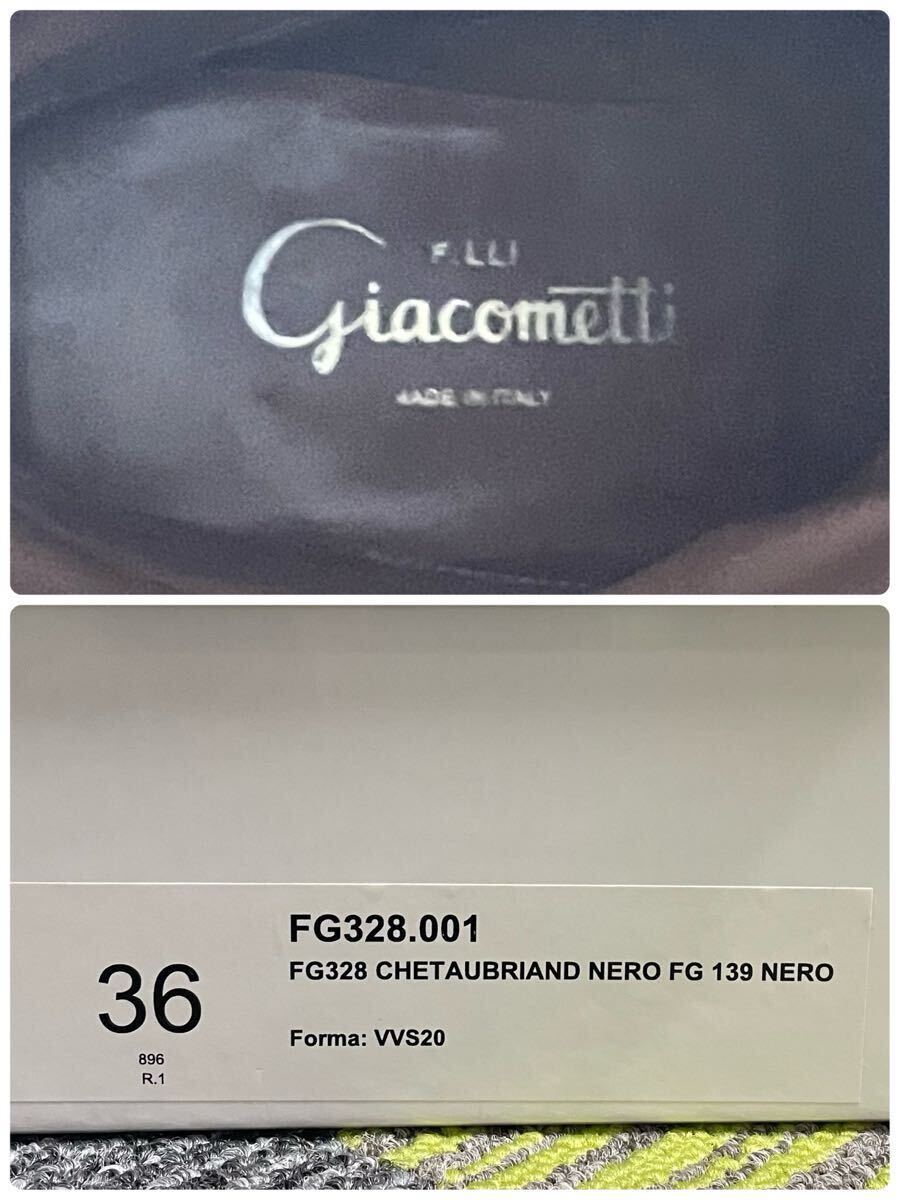 F.LLI
Giacometti
MADE IN ITALY
FG328.001
FG328 CHETAUBRIAND NERO FG 139 NERO
36
Forma: VVS20
896
R.1